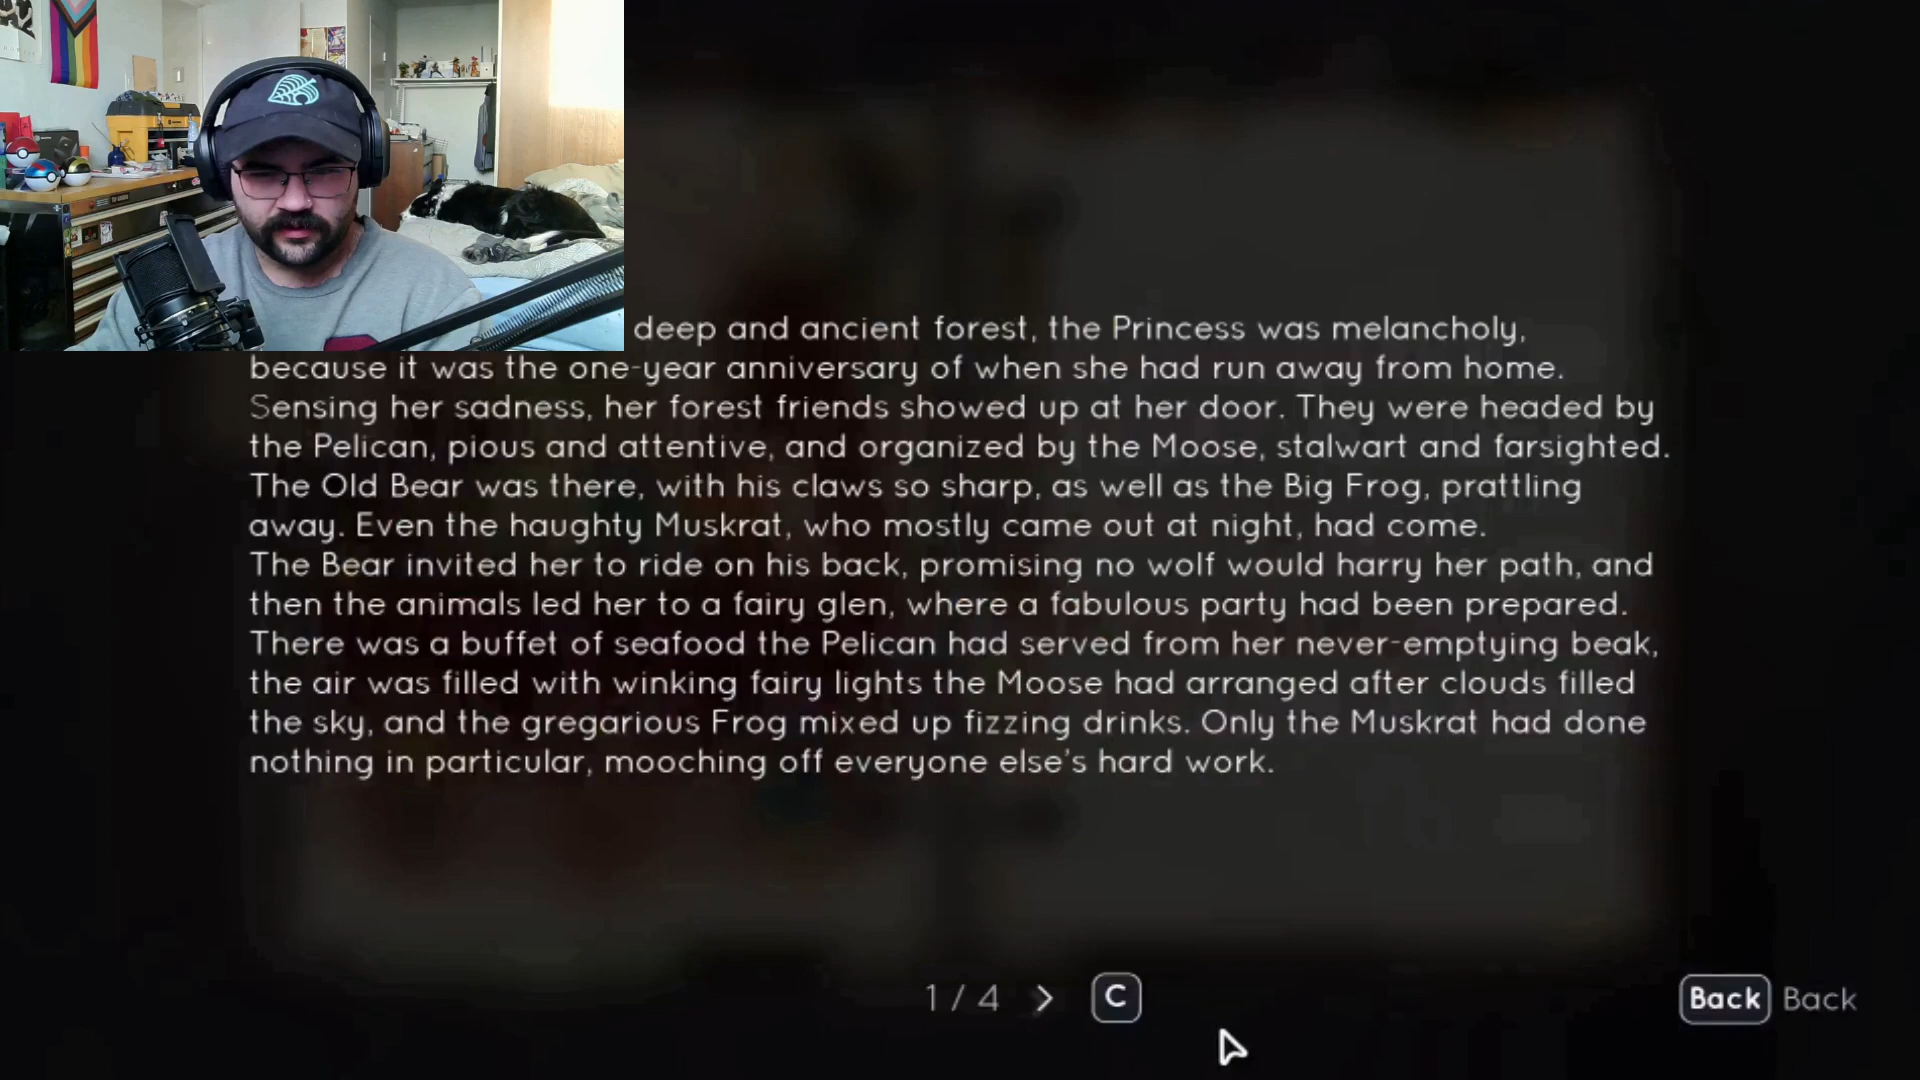 deep and ancient forest, the Princess was melancholy,
because it was the one-year anniversary of when she had run away from home.
Sensing her sadness, her forest friends showed up at her door. They were headed by
the Pelican, pious and attentive, and organized by the Moose, stalwart and farsighted.
The Old Bear was there, with his claws so sharp, as well as the Big Frog, prattling
away. Even the haughty Muskrat, who mostly came out at night, had come.
The Bear invited her to ride on his back, promising no wolf would harry her path, and
then the animals led her to a fairy glen, where a fabulous party had been prepared.
There was a buffet of seafood the Pelican had served from her never-emptying beak,
the air was filled with winking fairy lights the Moose had arranged after clouds filled
the sky, and the gregarious Frog mixed up fizzing drinks. Only the Muskrat had done
nothing in particular, mooching off everyone else's hard work.
1 / 4 > C
Back Back